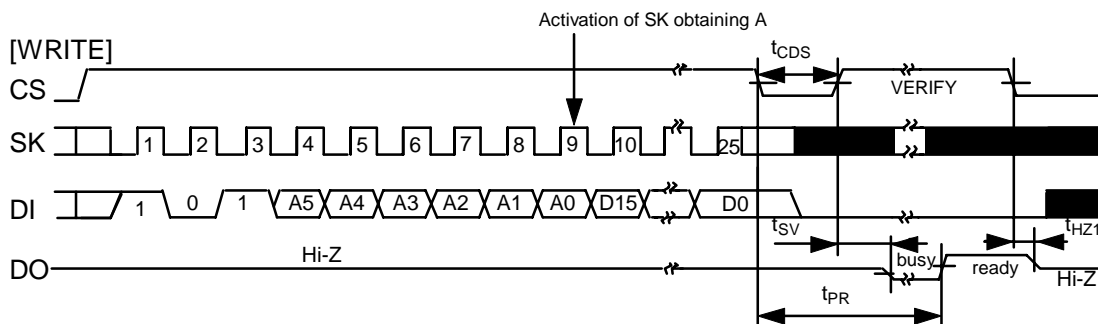 Activation of SK obtaining A
[WRITE]
tCDS
CS
VERIFY
SK 1 2 3 4 5 6 7 8 9 10 25
DI 1 0 1 A5 A4 A3 A2 A1 A0 D15 D0
tSV
tHZ1
Hi-Z
busy
ready
DO
Hi-Z
tPR